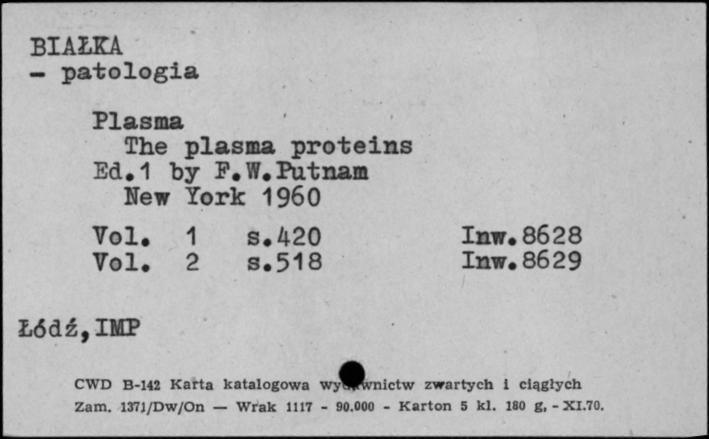 BIAŁKA
- patologia
Plasma
The plasma proteins
Ed.1 by F.W.Putnam
New York 1960
Vol. 1 s.420 Inw.8628
Vol. 2 s.518 Inw.8629
Łódź,IMP
CWD B-142 Karta katalogowa wydawnictw zwartych i ciągłych
Zam. 1371/Dw/On — Wrak 1117 - 90.000 - Karton 5 kl. 180 g, - XI.70.